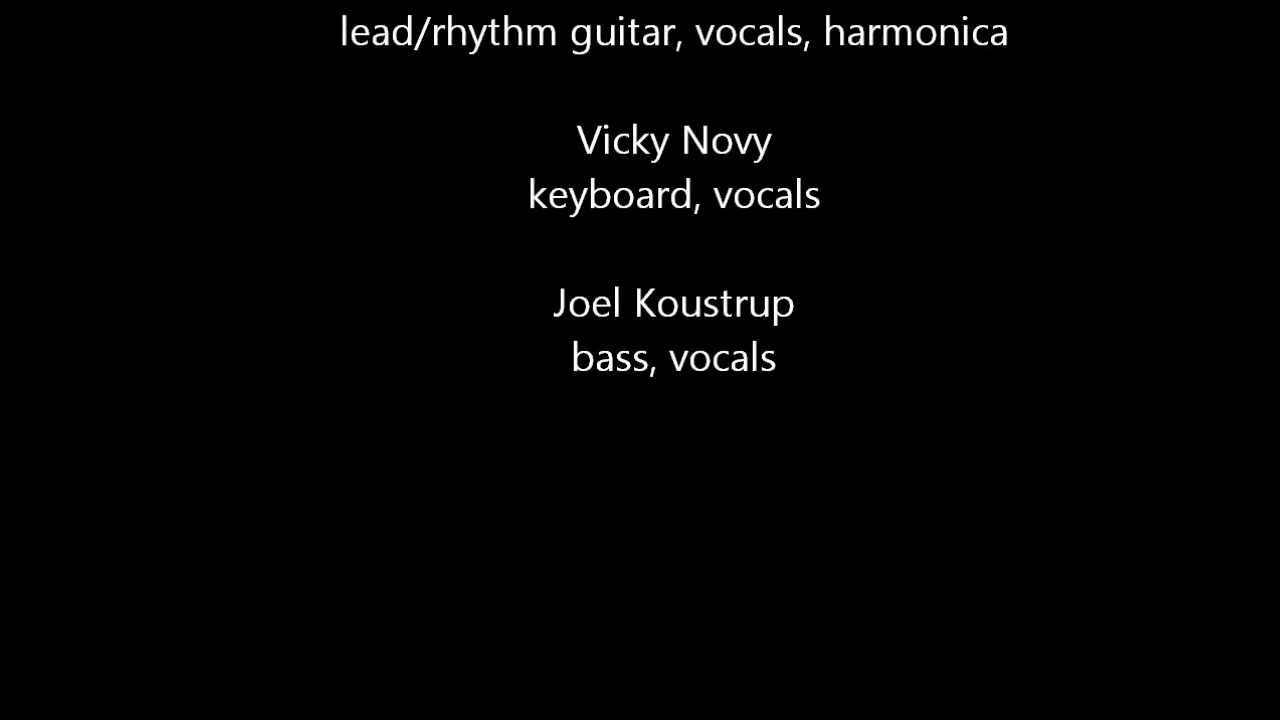 lead/rhythm guitar, vocals, harmonica
Vicky Novy
keyboard, vocals
Joel Koustrup
bass, vocals